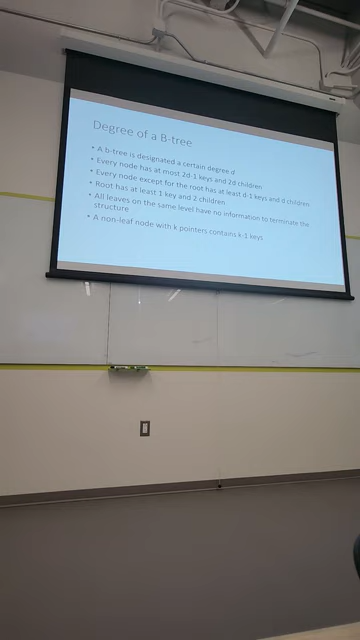 Degree of a B-tree
• A b-tree is designated a certain degree d
• Every node has at most 2d-1 keys and 2d children
• Every node except for the root has at least d-1 keys and d children
• Root has at least 1 key and 2 children
• All leaves on the same level have no information to terminate the
structure
• A non-leaf node with k pointers contains k-1 keys